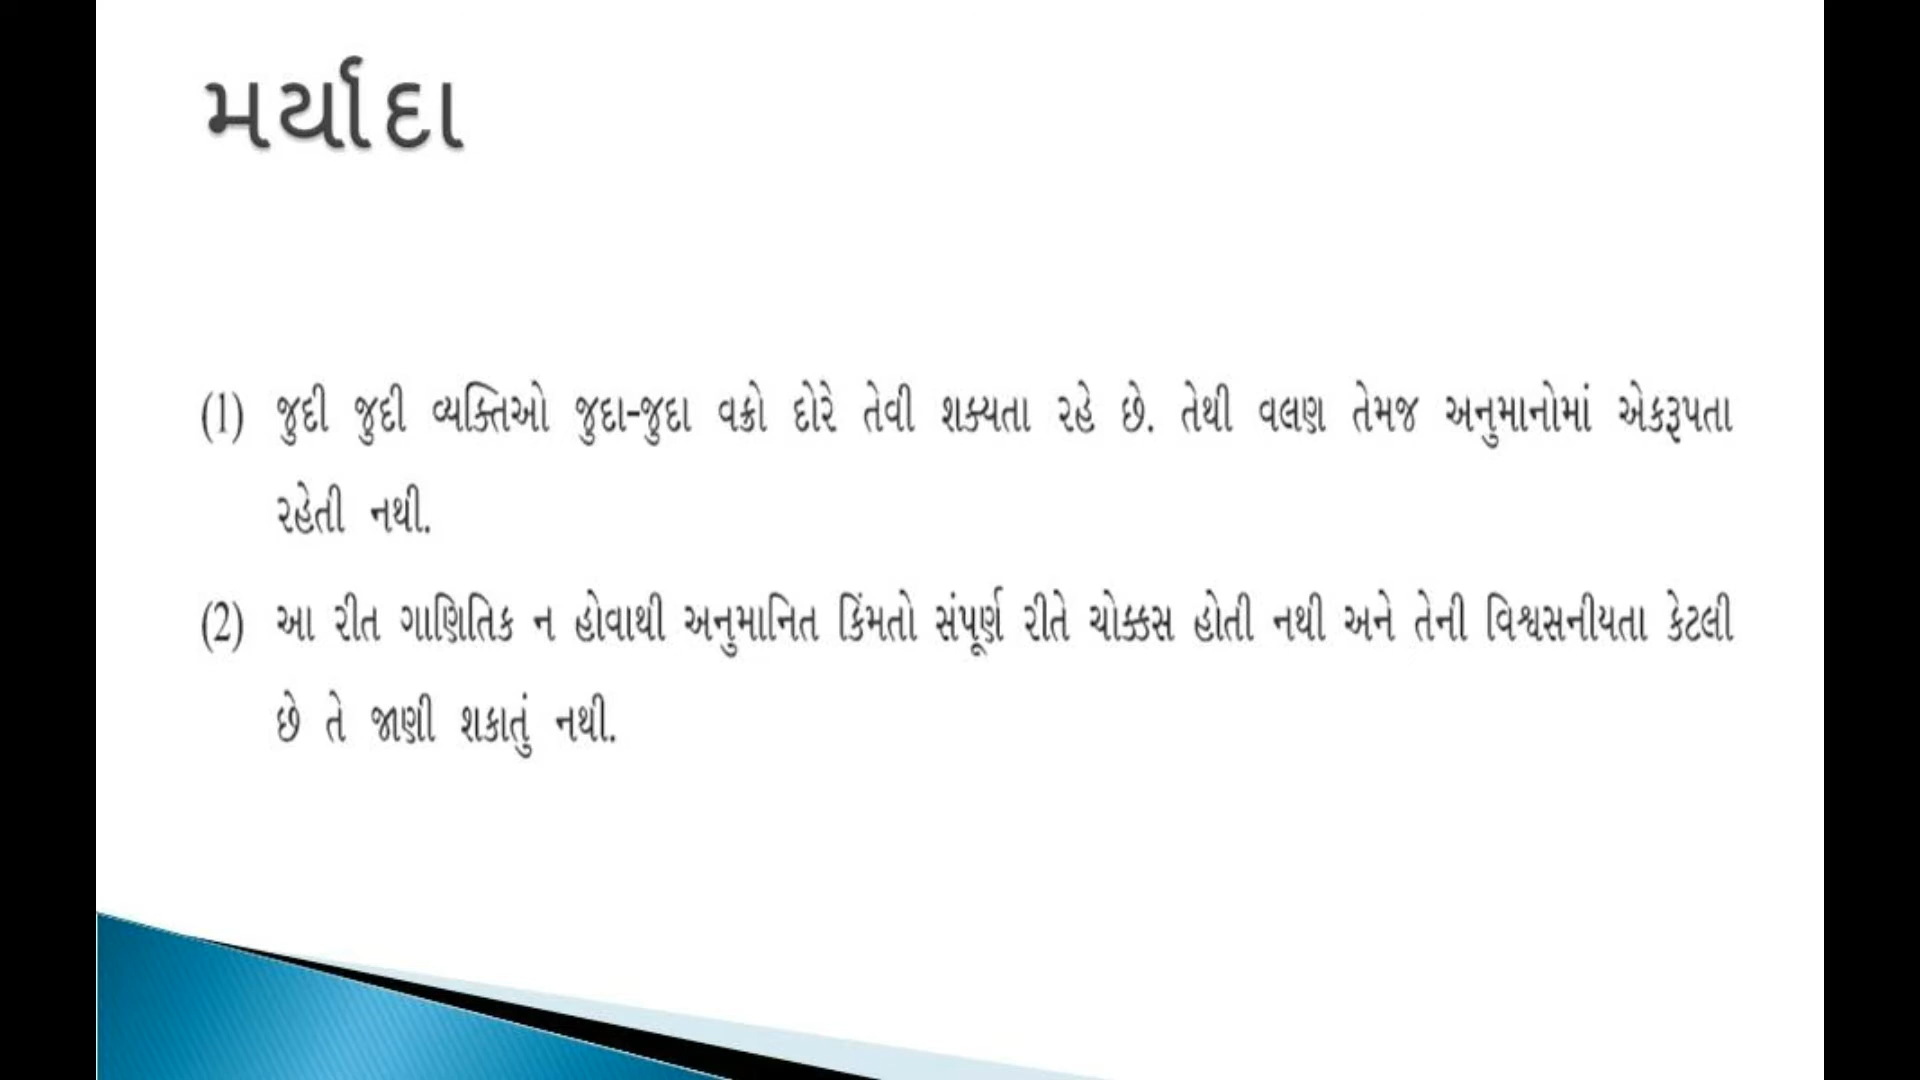 મર્યાદા
(1) જુદી જુદી વ્યક્તિઓ જુદા-જુદા વક્રો દોરે તેવી શક્યતા રહે છે. તેથી વલણ તેમજ અનુમાનોમાં એકરૂપતા
રહેતી નથી.
(2) આ રીત ગાણિતિક ન હોવાથી અનુમાનિત કિંમતો સંપૂર્ણ રીતે ચોક્કસ હોતી નથી અને તેની વિશ્વસનીયતા કેટલી
છે તે જાણી શકાતું નથી.